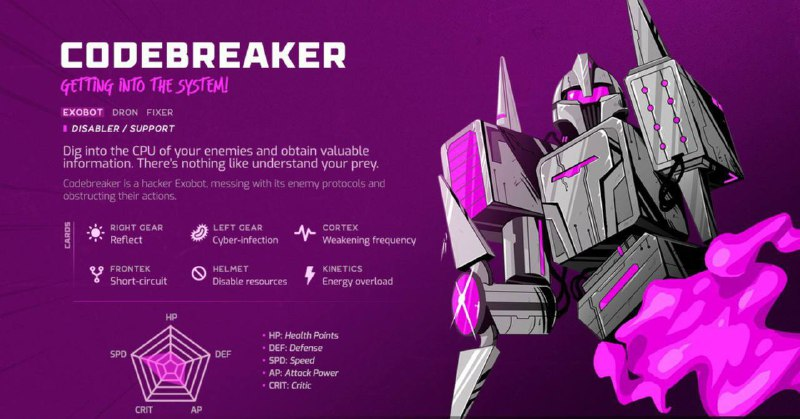 CODEBREAKER
GETTING INTO THE SYSTEM!
EXOBOT DRON FIXER
DISABLER / SUPPORT
Dig into the CPU of your enemies and obtain valuable
information. There's nothing like understand your prey.
Codebreaker is a hacker Exobot, messing with its enemy protocols and
obstructing their actions.
CARDS
RIGHT GEAR
Reflect
LEFT GEAR
Cyber-infection
CORTEX
Weakening frequency
FRONTEK
Short-circuit
HELMET
Disable resources
KINETICS
Energy overload
HP
SPD
DEF
CRIT
AP
• HP: Health Points
• DEF: Defense
• SPD: Speed
• AP: Attack Power
• CRIT: Critic